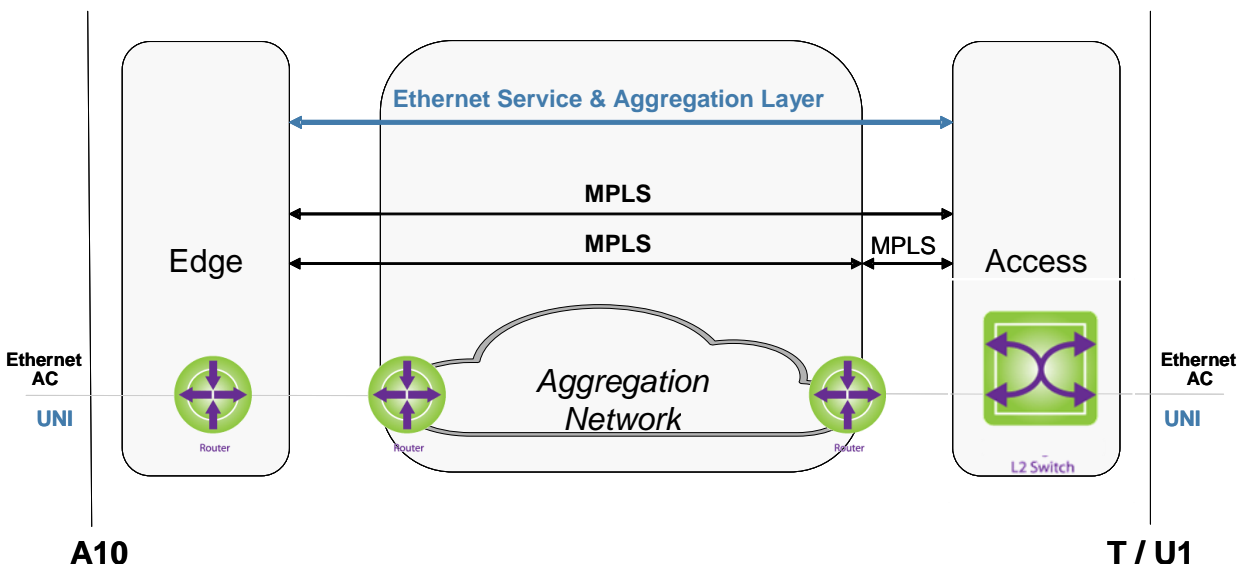 Ethernet Service & Aggregation Layer
MPLS
MPLS
MPLS
Edge
Access
Ethernet
AC
UNI
Aggregation
Network
Ethernet
AC
UNI
Router
Router
Router
L2 Switch
A10
T / U1